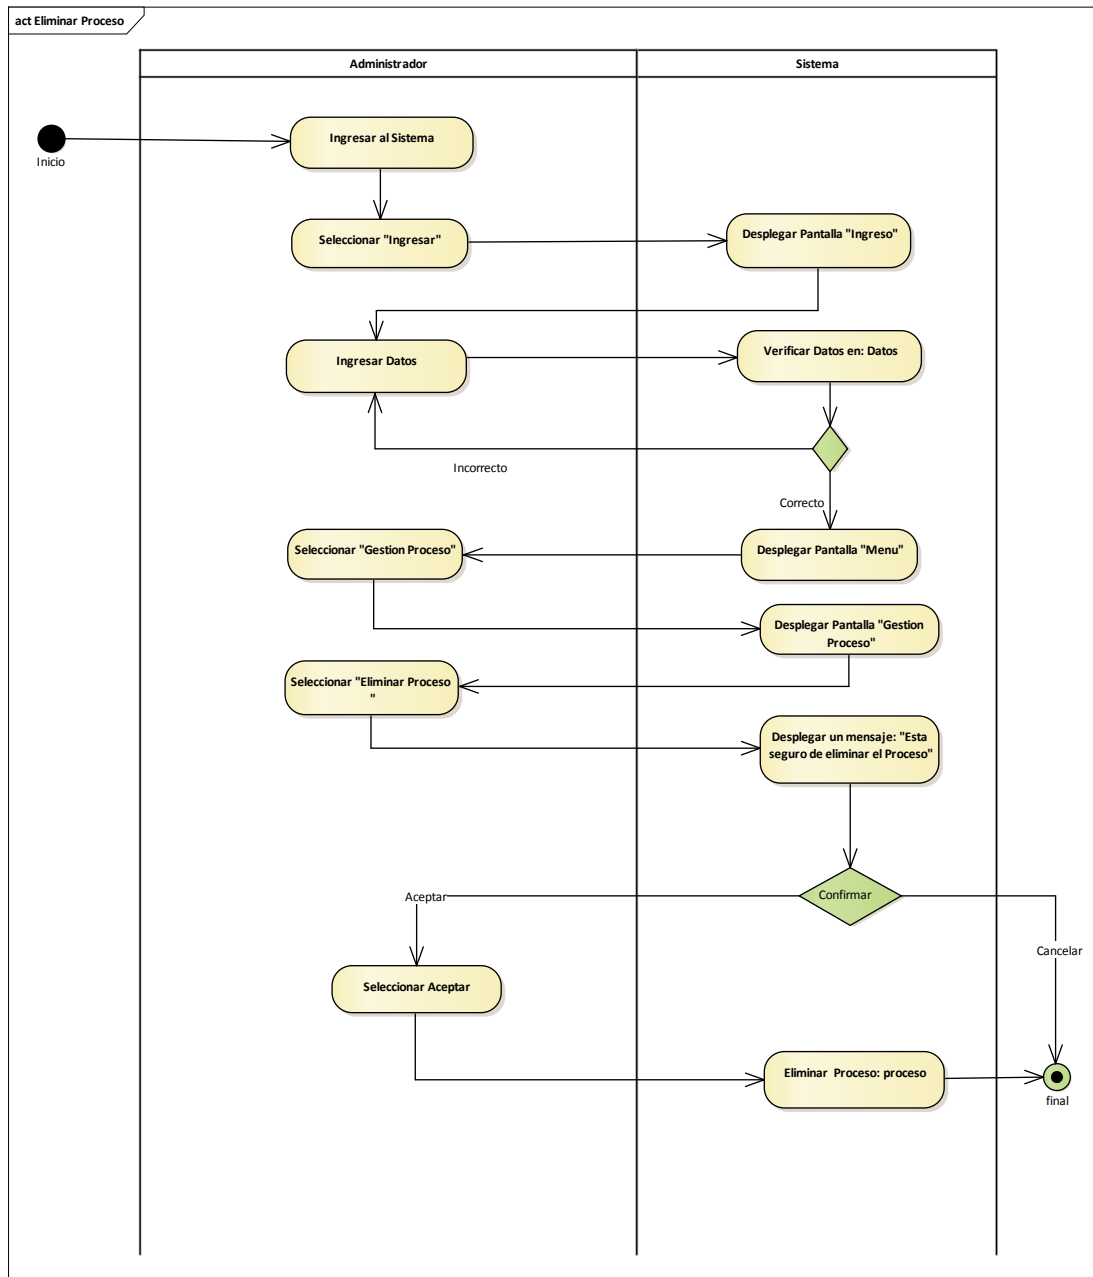 act Eliminar Proceso
Administrador
Sistema
Inicio
Ingresar al Sistema
Seleccionar "Ingresar"
Desplegar Pantalla "Ingreso"
Ingresar Datos
Verificar Datos en: Datos
Incorrecto
Correcto
Seleccionar "Gestion Proceso"
Desplegar Pantalla "Menu"
Desplegar Pantalla "Gestion
Proceso"
Seleccionar "Eliminar Proceso
"
Desplegar un mensaje: "Esta
seguro de eliminar el Proceso"
Confirmar
Aceptar
Cancelar
Seleccionar Aceptar
Eliminar  Proceso: proceso
final